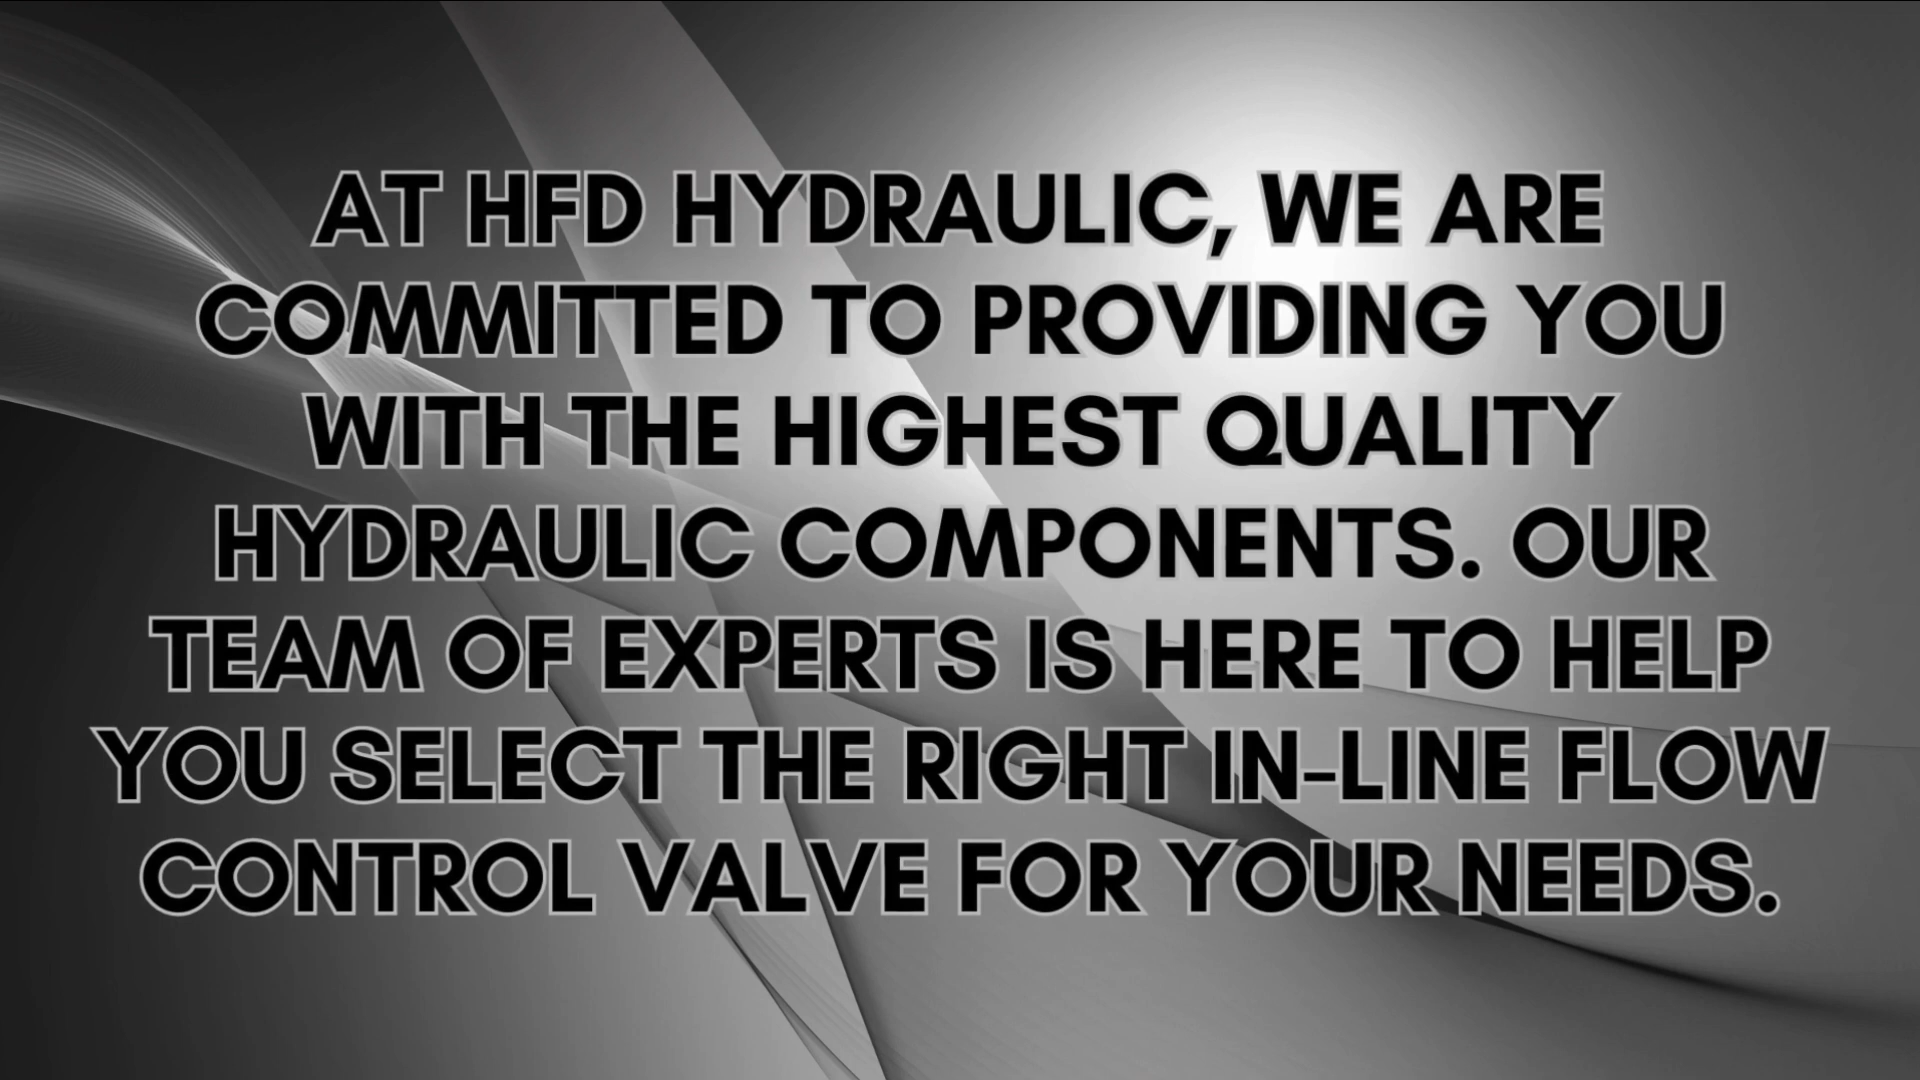 AT HFD HYDRAULIC, WE ARE
COMMITTED TO PROVIDING YOU
WITH THE HIGHEST QUALITY
HYDRAULIC COMPONENTS. OUR
TEAM OF EXPERTS IS HERE TO HELP
YOU SELECT THE RIGHT IN-LINE FLOW
CONTROL VALVE FOR YOUR NEEDS.